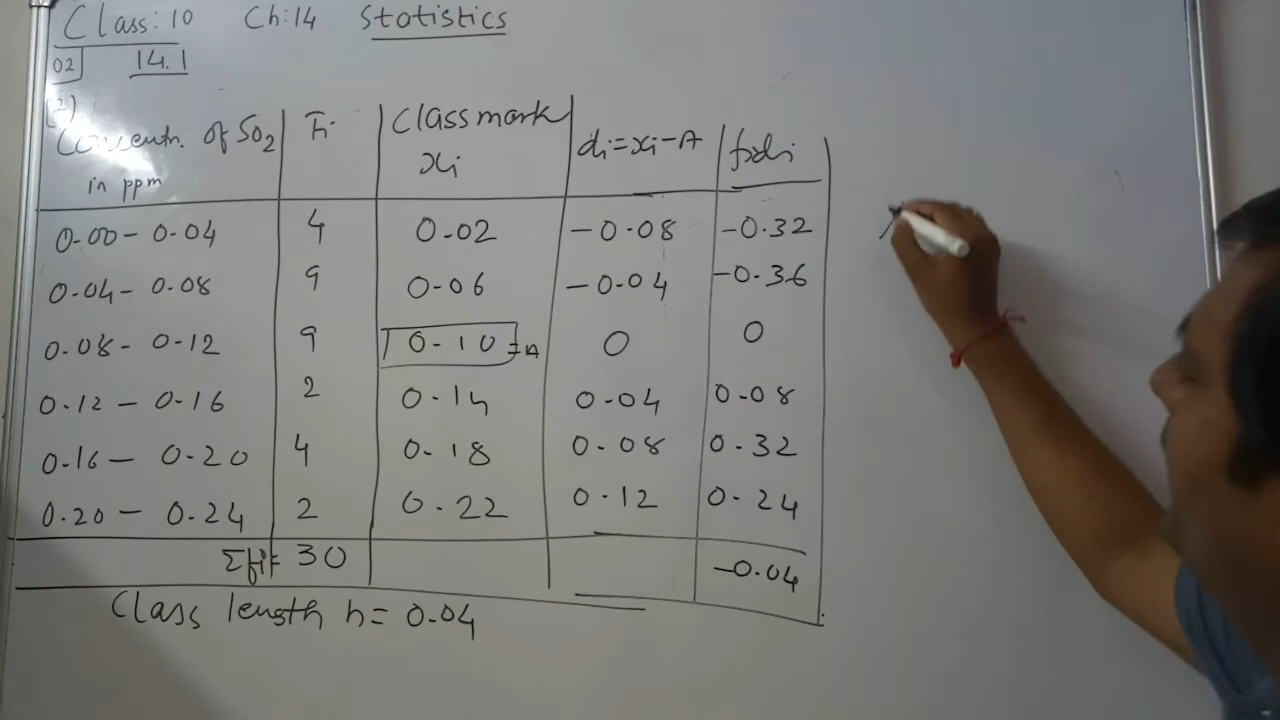 Class: 10 Ch: 14 Statistics
02 14.1
(2)
Concentn. of SO2 in ppm | Fi | Class mark xi | di = xi - A | fidi
0.00 - 0.04 | 4 | 0.02 | -0.08 | -0.32
0.04 - 0.08 | 9 | 0.06 | -0.04 | -0.36
0.08 - 0.12 | 9 | 0.10 = A | 0 | 0
0.12 - 0.16 | 2 | 0.14 | 0.04 | 0.08
0.16 - 0.20 | 4 | 0.18 | 0.08 | 0.32
0.20 - 0.24 | 2 | 0.22 | 0.12 | 0.24
Σfi = 30 | -0.04
Class length h = 0.04